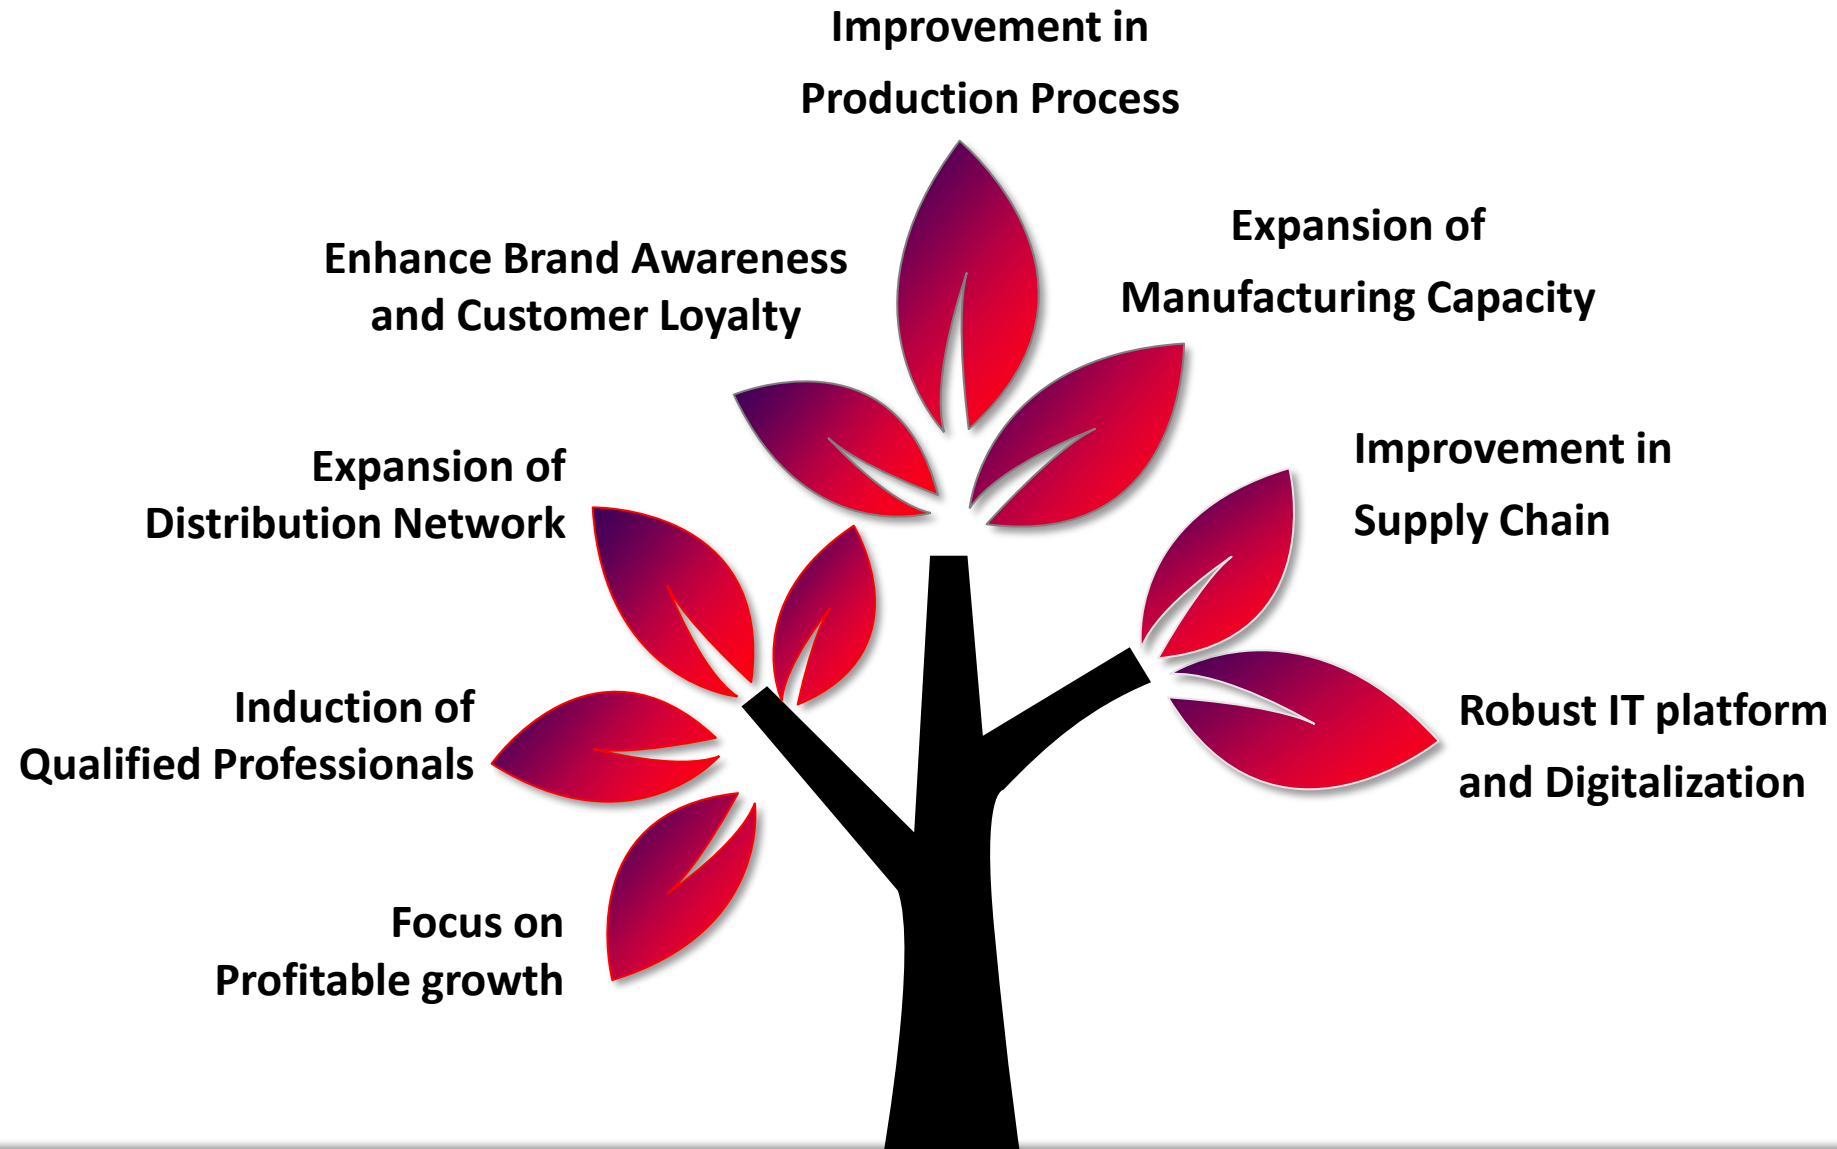 Improvement in
Production Process
Enhance Brand Awareness
and Customer Loyalty
Expansion of
Manufacturing Capacity
Expansion of
Distribution Network
Improvement in
Supply Chain
Induction of
Qualified Professionals
Robust IT platform
and Digitalization
Focus on
Profitable growth